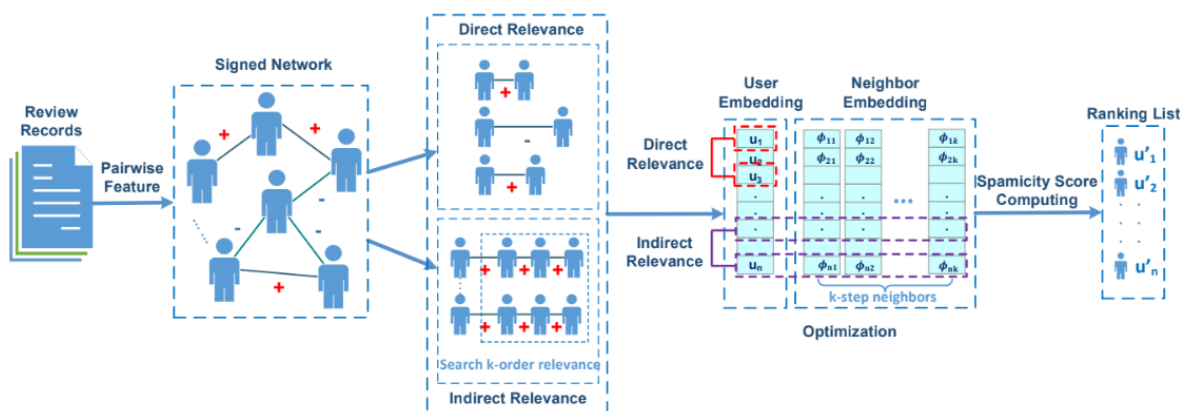 Review
Records
Pairwise
Feature
Signed Network
+
+
-
-
-
+
Direct Relevance
+
-
+
+ + +
+ + +
Search k-order relevance
Indirect Relevance
Direct
Relevance
Indirect
Relevance
User
Embedding
Neighbor
Embedding
u₁
u₂
u₃
.
.
.
uₙ
ϕ₁₁ ϕ₁₂ ϕ₁ₖ
ϕ₂₁ ϕ₂₂ ϕ₂ₖ
. . .
. . ... .
. . .
ϕₙ₁ ϕₙ₂ ϕₙₖ
k-step neighbors
Optimization
Spamicity Score
Computing
Ranking List
u'₁
u'₂
. .
. .
. .
u'ₙ